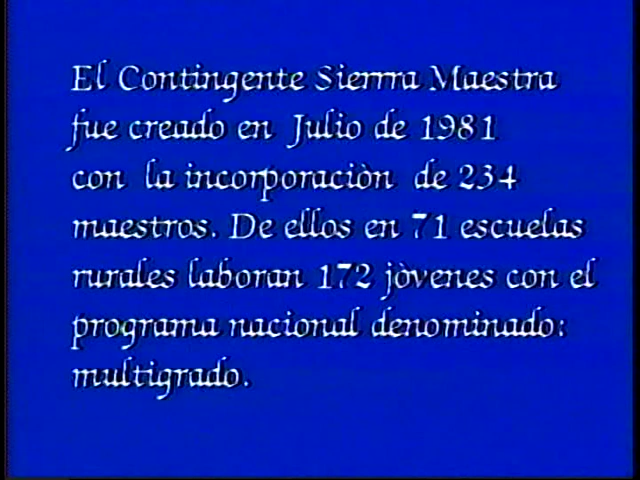 El Contingente Sierrra Maestra
fue creado en Julio de 1981
con la incorporaciòn de 234
maestros. De ellos en 71 escuelas
rurales laboran 172 jòvenes con el
programa nacional denominado:
multigrado.